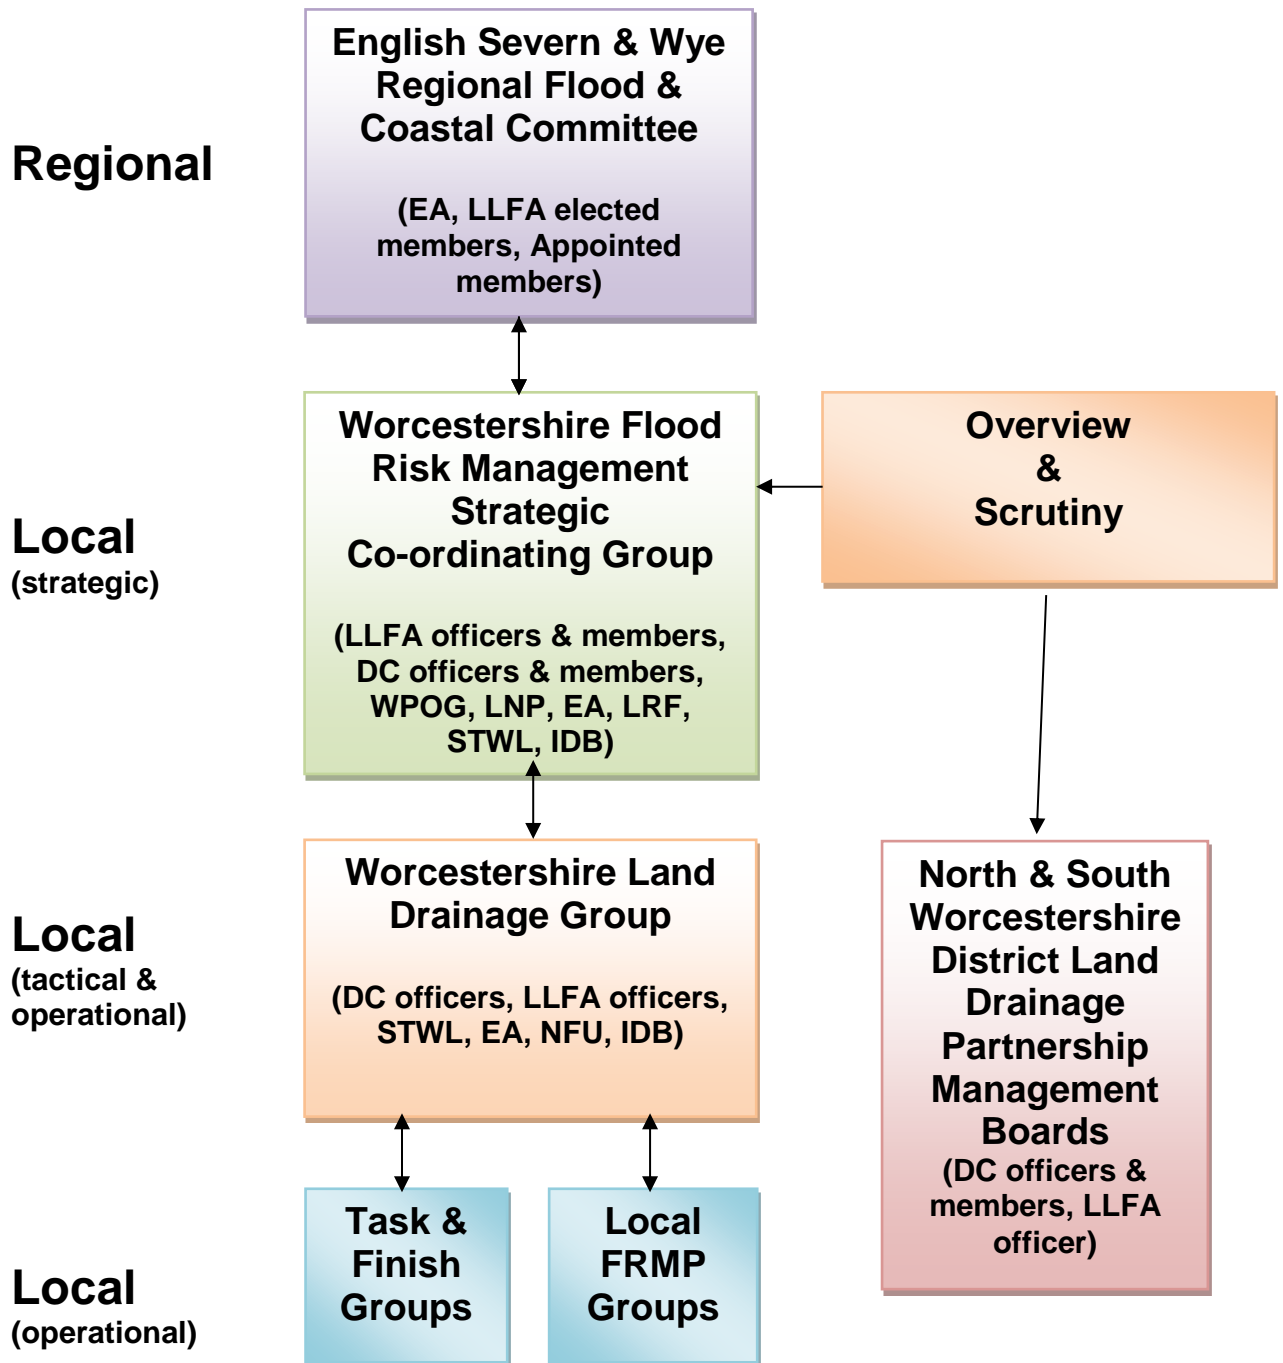 Regional
English Severn & Wye
Regional Flood &
Coastal Committee
(EA, LLFA elected
members, Appointed
members)
Local
(strategic)
Worcestershire Flood
Risk Management
Strategic
Co-ordinating Group
(LLFA officers & members,
DC officers & members,
WPOG, LNP, EA, LRF,
STWL, IDB)
Overview
&
Scrutiny
Local
(tactical &
operational)
Worcestershire Land
Drainage Group
(DC officers, LLFA officers,
STWL, EA, NFU, IDB)
North & South
Worcestershire
District Land
Drainage
Partnership
Management
Boards
(DC officers &
members, LLFA
officer)
Local
(operational)
Task &
Finish
Groups
Local
FRMP
Groups